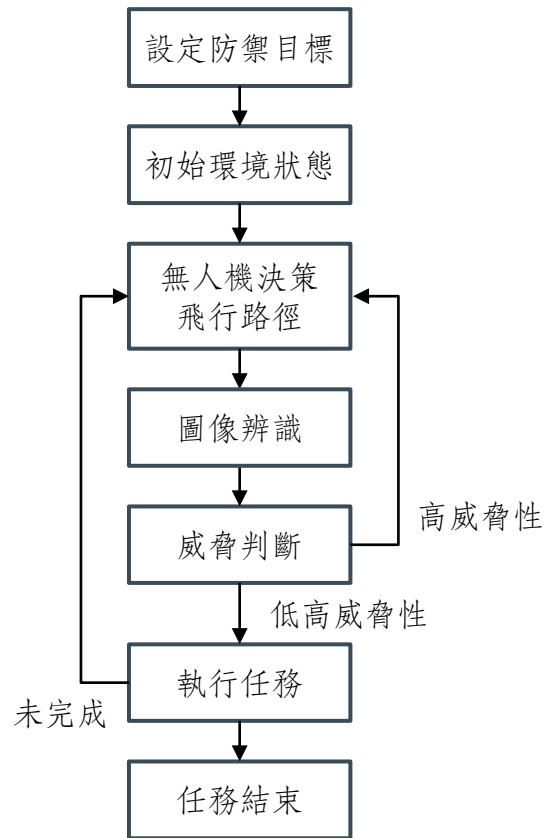 設定防禦目標
初始環境狀態
無人機決策
飛行路徑
圖像辨識
威脅判斷
高威脅性
低高威脅性
執行任務
未完成
任務結束